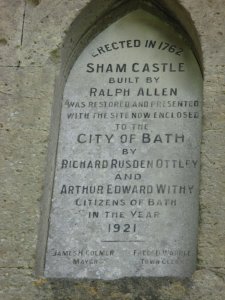 ERECTED IN 1762
SHAM CASTLE
BUILT BY
RALPH ALLEN
WAS RESTORED AND PRESENTED
WITH THE SITE NOW ENCLOSED
TO THE
CITY OF BATH
BY
RICHARD RUSDEN OTTLEY
AND
ARTHUR EDWARD WITHY
CITIZENS OF BATH
IN THE YEAR
1921
JAMES H COLMER
MAYOR
TOWN CLERK